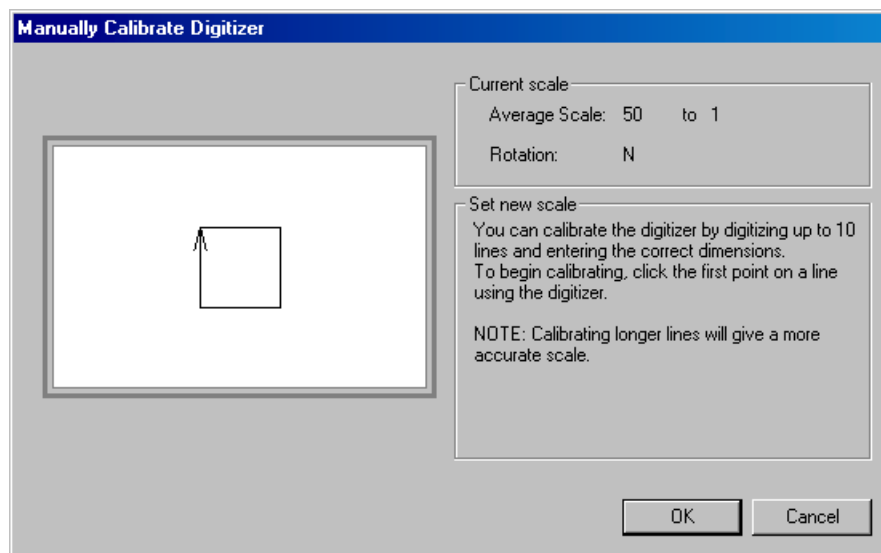 Manually Calibrate Digitizer
Current scale
Average Scale: 50 to 1
Rotation: N
Set new scale
You can calibrate the digitizer by digitizing up to 10
lines and entering the correct dimensions.
To begin calibrating, click the first point on a line
using the digitizer.
NOTE: Calibrating longer lines will give a more
accurate scale.
OK Cancel